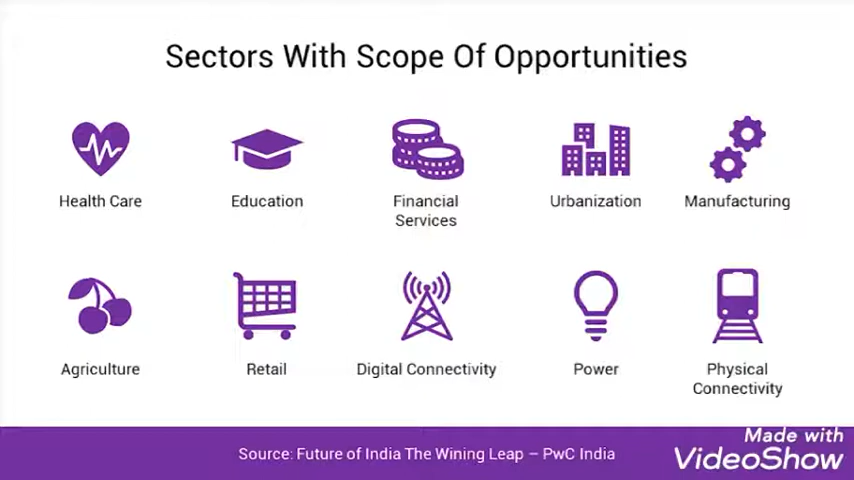 Sectors With Scope Of Opportunities
Health Care
Education
Financial
Services
Urbanization
Manufacturing
Agriculture
Retail
Digital Connectivity
Power
Physical
Connectivity
Source: Future of India The Wining Leap – PwC India
Made with
VideoShow